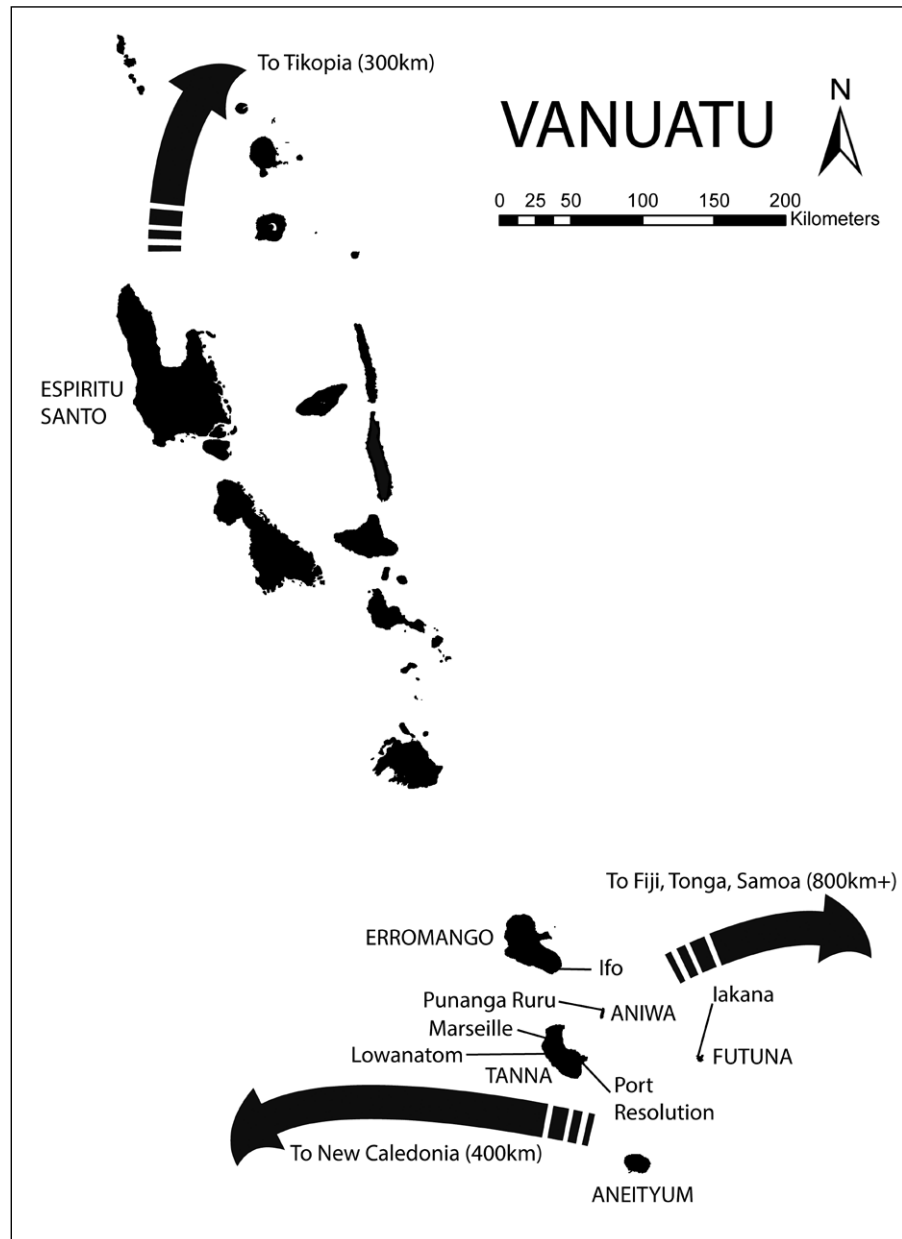 To Tikopia (300km)
VANUATU
N
0 25 50 100 150 200
Kilometers
ESPIRITU
SANTO
To Fiji, Tonga, Samoa (800km+)
ERROMANGO
Ifo
Iakana
Punanga Ruru
ANIWA
Marseille
Lowanatom
FUTUNA
TANNA
Port
Resolution
To New Caledonia (400km)
ANEITYUM